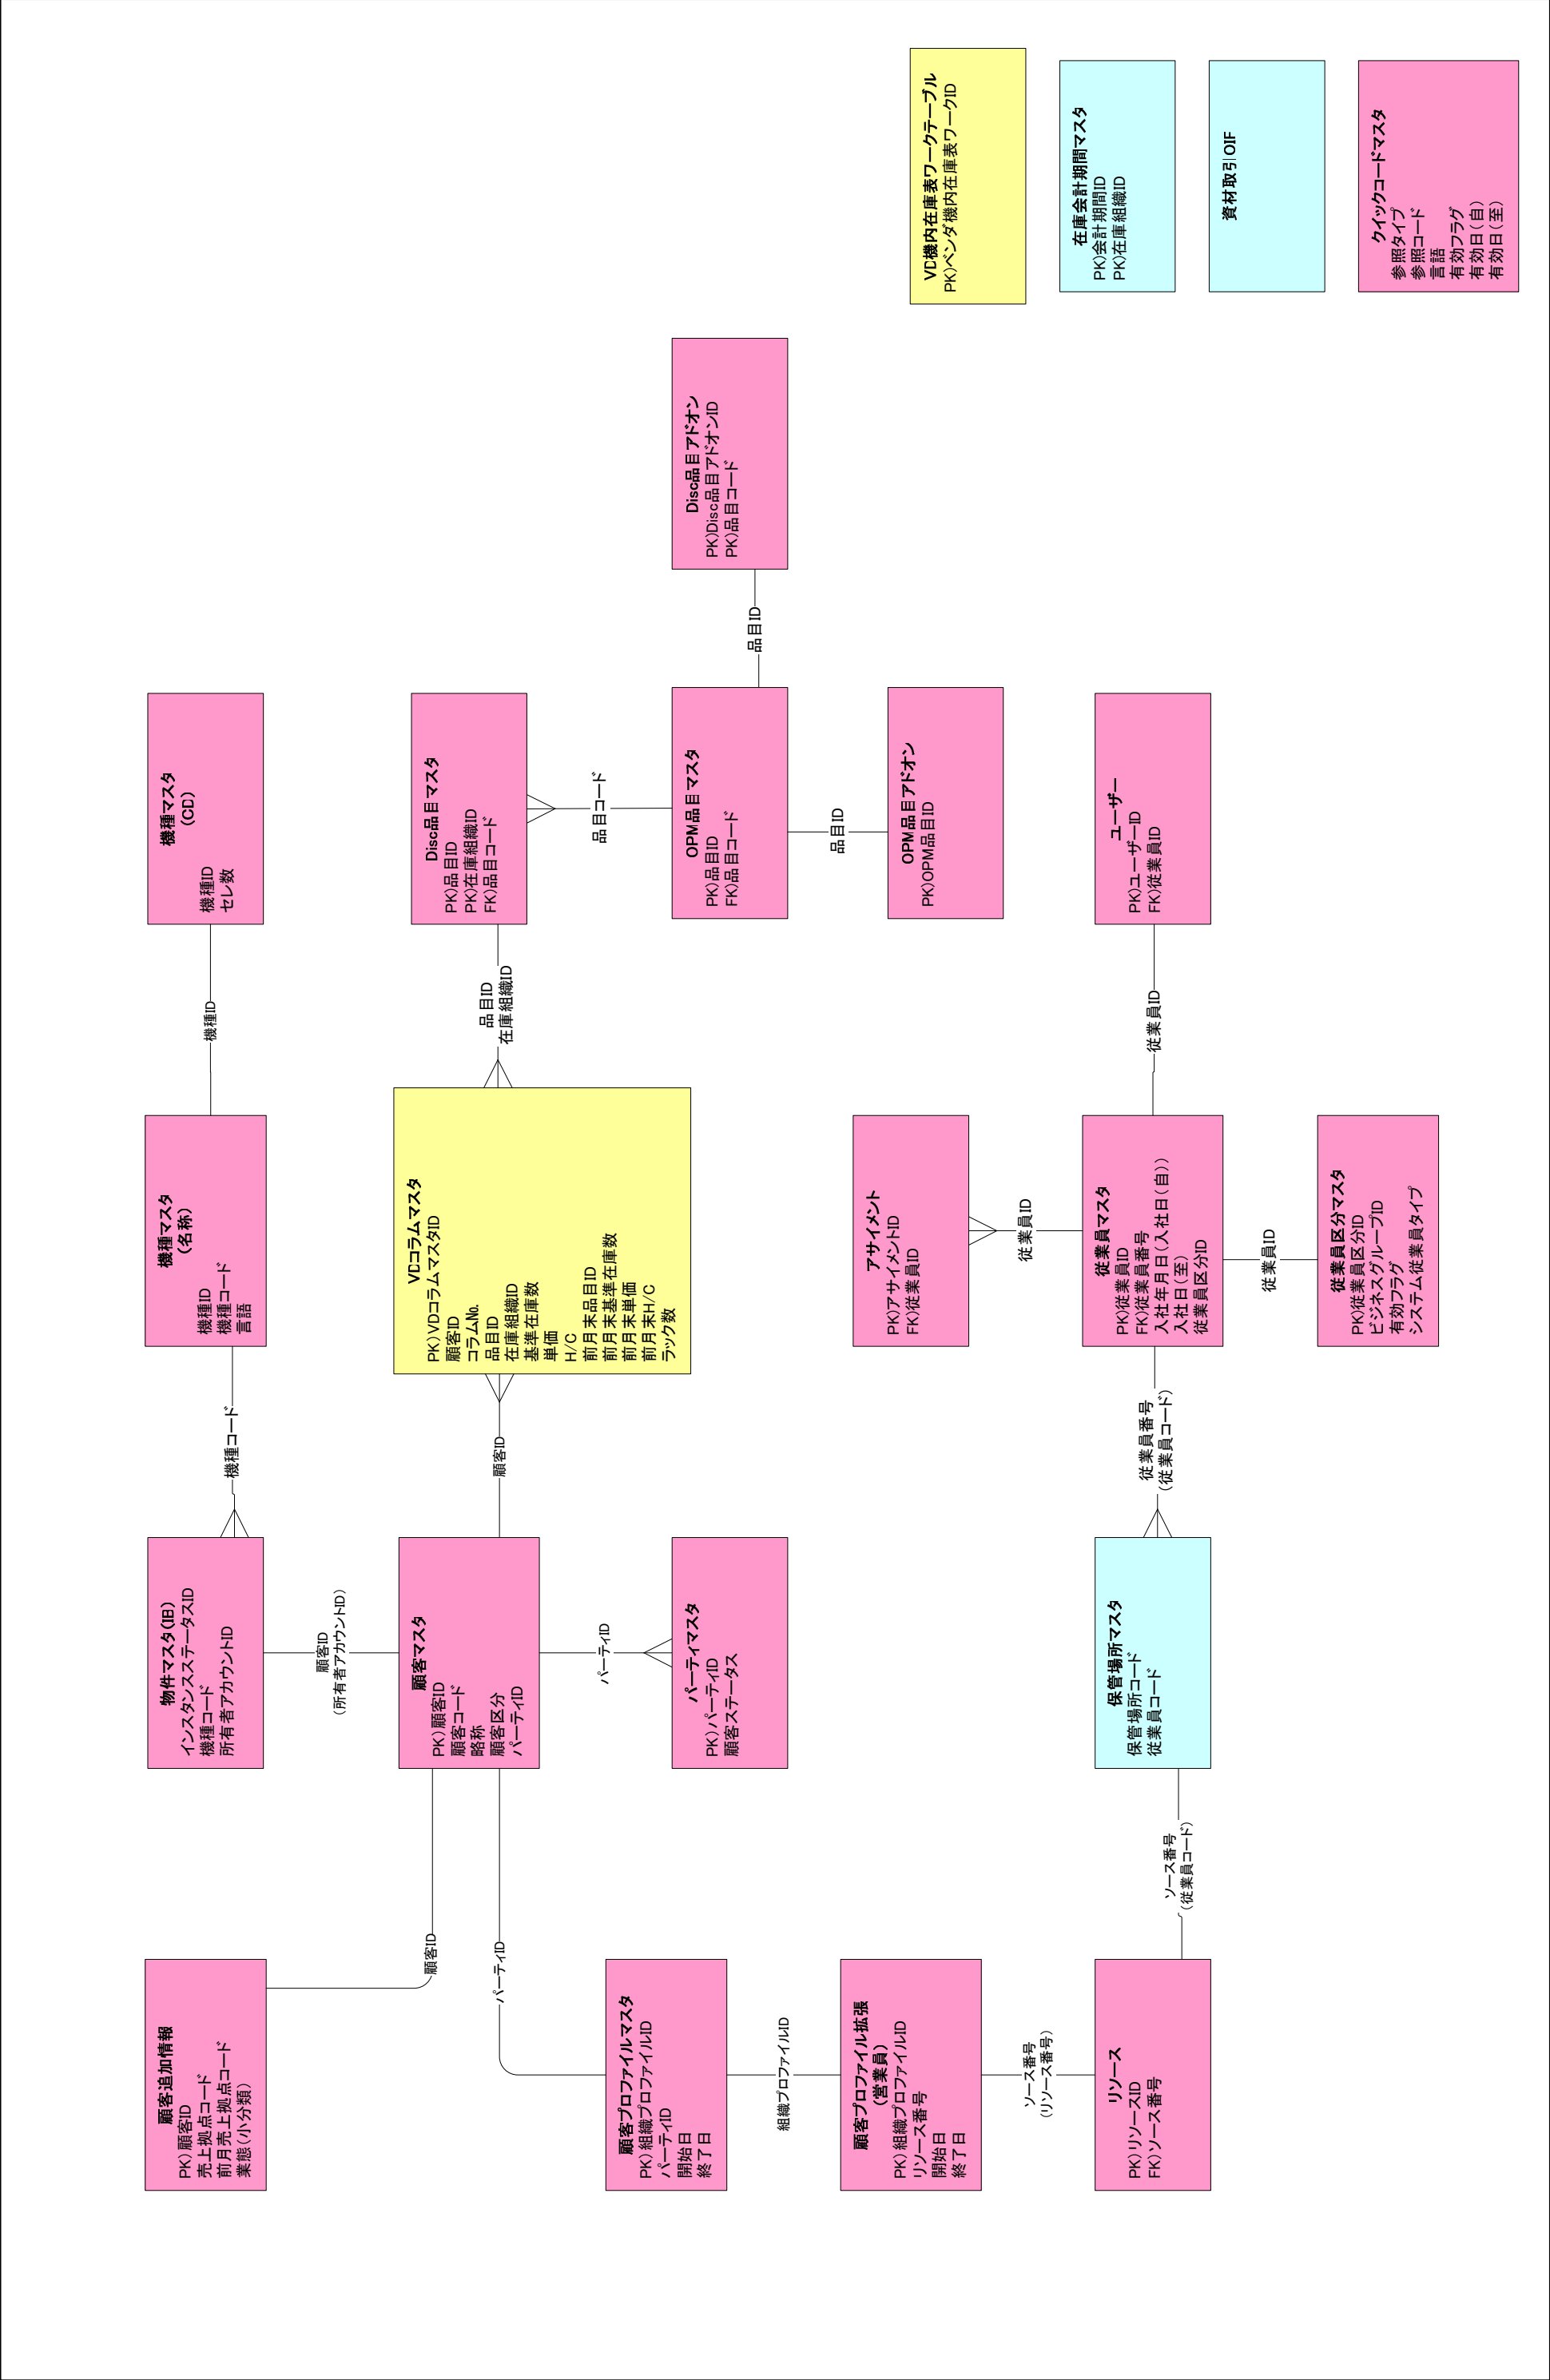 顧客追加情報
PK)顧客ID
売上拠点コード
前月売上拠点コード
業態(小分類)
物件マスタ(IB)
インスタンスステータスID
機種コード
所有者アカウントID
機種コード
機種マスタ
(名称)
機種ID
機種コード
言語
機種ID
機種マスタ
(CD)
機種ID
セレ数
顧客ID
(所有者アカウントID)
顧客ID
顧客マスタ
PK)顧客ID
顧客コード
略称
顧客区分
パーティID
顧客ID
VDコラムマスタ
PK)VDコラムマスタID
顧客ID
コラムNo.
品目ID
在庫組織ID
基準在庫数
単価
H/C
前月末品目ID
前月末基準在庫数
前月末単価
前月末H/C
ラック数
品目ID
在庫組織ID
Disc品目マスタ
PK)品目ID
PK)在庫組織ID
FK)品目コード
パーティID
パーティID
品目コード
顧客プロファイルマスタ
PK)組織プロファイルID
パーティID
開始日
終了日
パーティマスタ
PK)パーティID
顧客ステータス
OPM品目マスタ
PK)品目ID
FK)品目コード
品目ID
Disc品目アドオン
PK)Disc品目アドオンID
PK)品目コード
組織プロファイルID
品目ID
顧客プロファイル拡張
(営業員)
PK)組織プロファイルID
リソース番号
開始日
終了日
アサイメント
PK)アサイメントID
FK)従業員ID
OPM品目アドオン
PK)OPM品目ID
VD機内在庫表ワークテーブル
PK)ベンダ機内在庫表ワークID
ソース番号
(リソース番号)
従業員ID
在庫会計期間マスタ
PK)会計期間ID
PK)在庫組織ID
リソース
PK)リソースID
FK)ソース番号
ソース番号
(従業員コード)
保管場所マスタ
保管場所コード
従業員コード
従業員番号
(従業員コード)
従業員マスタ
PK)従業員ID
FK)従業員番号
入社年月日(入社日(自))
入社日(至)
従業員区分ID
従業員ID
ユーザー
PK)ユーザーID
FK)従業員ID
資材取引OIF
従業員ID
従業員区分マスタ
PK)従業員区分ID
ビジネスグループID
有効フラグ
システム従業員タイプ
クイックコードマスタ
参照タイプ
参照コード
言語
有効フラグ
有効日(自)
有効日(至)